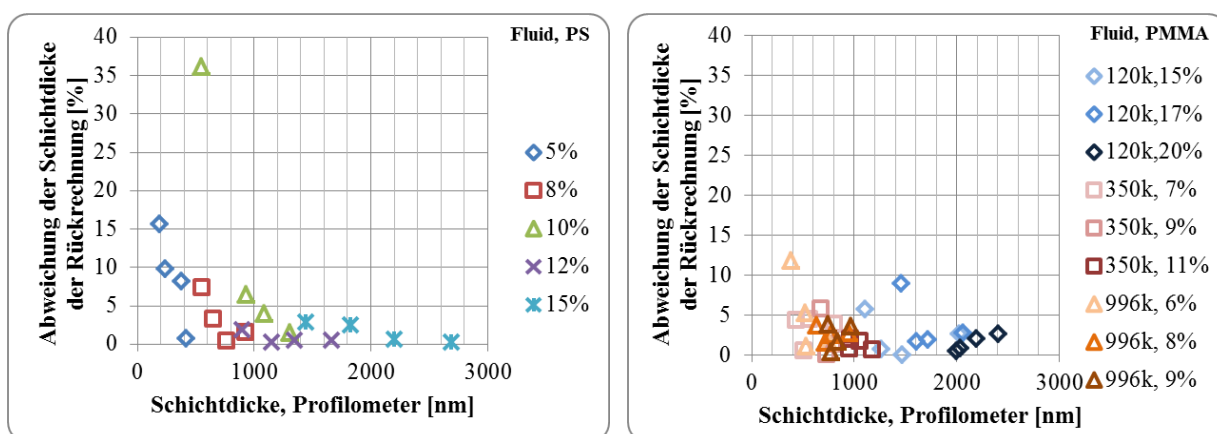 Fluid, PS
Abweichung der Schichtdicke
der Rückrechnung [%]
40
35
30
25
20
15
10
5
0
0
1000
2000
3000
Schichtdicke, Profilometer [nm]
5%
8%
10%
12%
15%
Fluid, PMMA
Abweichung der Schichtdicke
der Rückrechnung [%]
40
35
30
25
20
15
10
5
0
0
1000
2000
3000
Schichtdicke, Profilometer [nm]
120k,15%
120k,17%
120k,20%
350k, 7%
350k, 9%
350k, 11%
996k, 6%
996k, 8%
996k, 9%